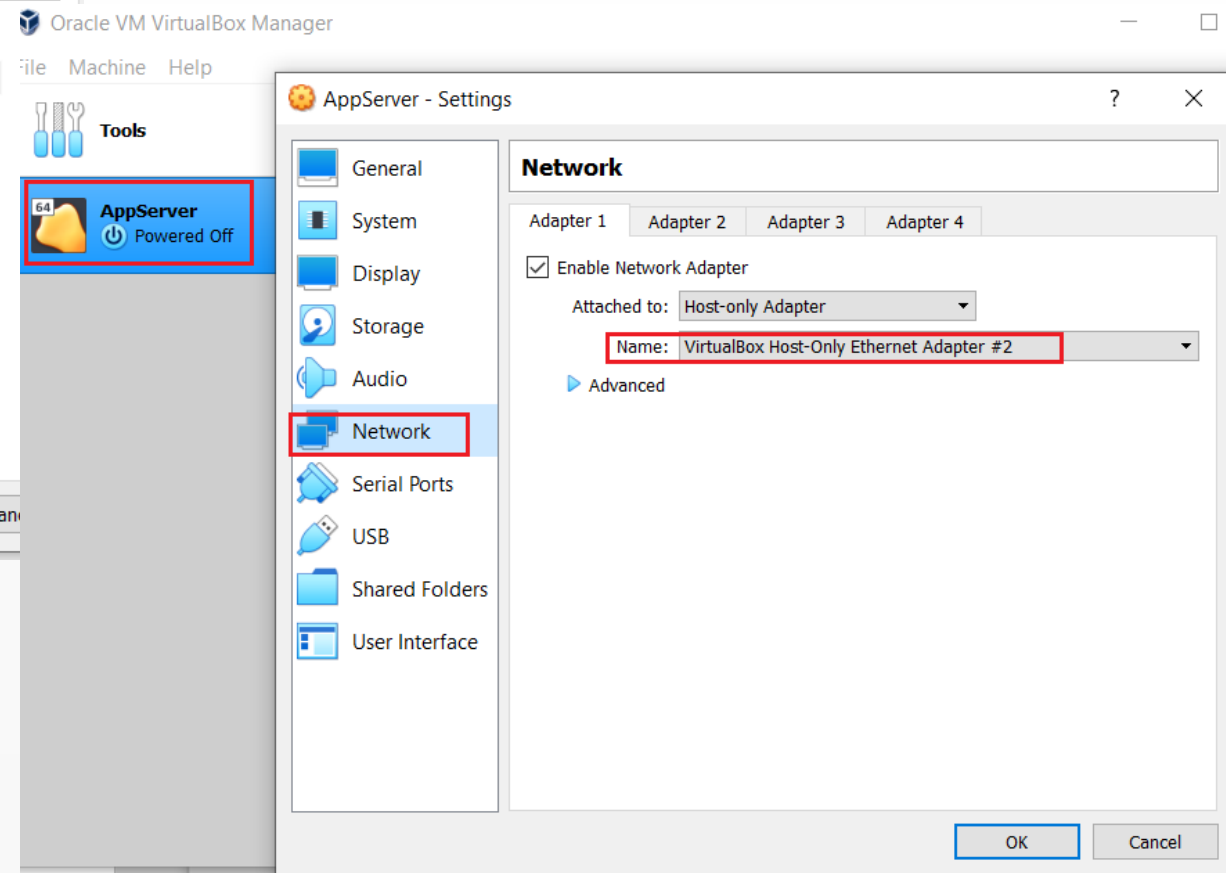 Oracle VM VirtualBox Manager
File Machine Help
Tools
64
AppServer
Powered Off
AppServer - Settings
?
General
System
Display
Storage
Audio
Network
Serial Ports
USB
Shared Folders
User Interface
Network
Adapter 1 Adapter 2 Adapter 3 Adapter 4
Enable Network Adapter
Attached to: Host-only Adapter
Name: VirtualBox Host-Only Ethernet Adapter #2
Advanced
OK Cancel